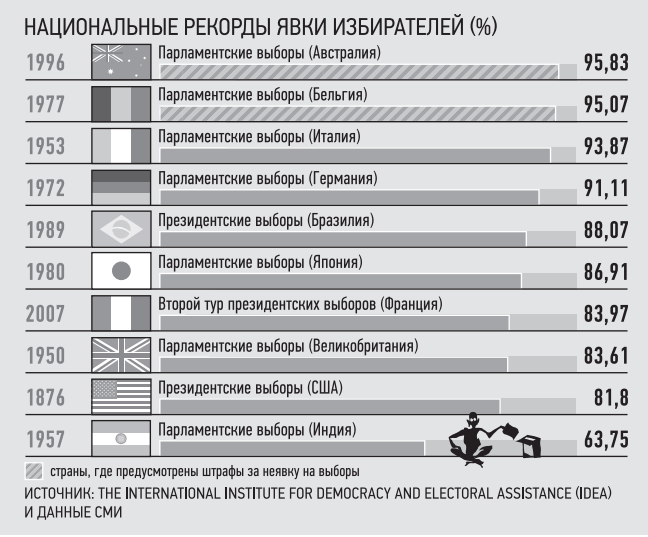 НАЦИОНАЛЬНЫЕ РЕКОРДЫ ЯВКИ ИЗБИРАТЕЛЕЙ (%)
1996 Парламентские выборы (Австралия) 95,83
1977 Парламентские выборы (Бельгия) 95,07
1953 Парламентские выборы (Италия) 93,87
1972 Парламентские выборы (Германия) 91,11
1989 Президентские выборы (Бразилия) 88,07
1980 Парламентские выборы (Япония) 86,91
2007 Второй тур президентских выборов (Франция) 83,97
1950 Парламентские выборы (Великобритания) 83,61
1876 Президентские выборы (США) 81,8
1957 Парламентские выборы (Индия) 63,75
страны, где предусмотрены штрафы за неявку на выборы
ИСТОЧНИК: THE INTERNATIONAL INSTITUTE FOR DEMOCRACY AND ELECTORAL ASSISTANCE (IDEA)
И ДАННЫЕ СМИ